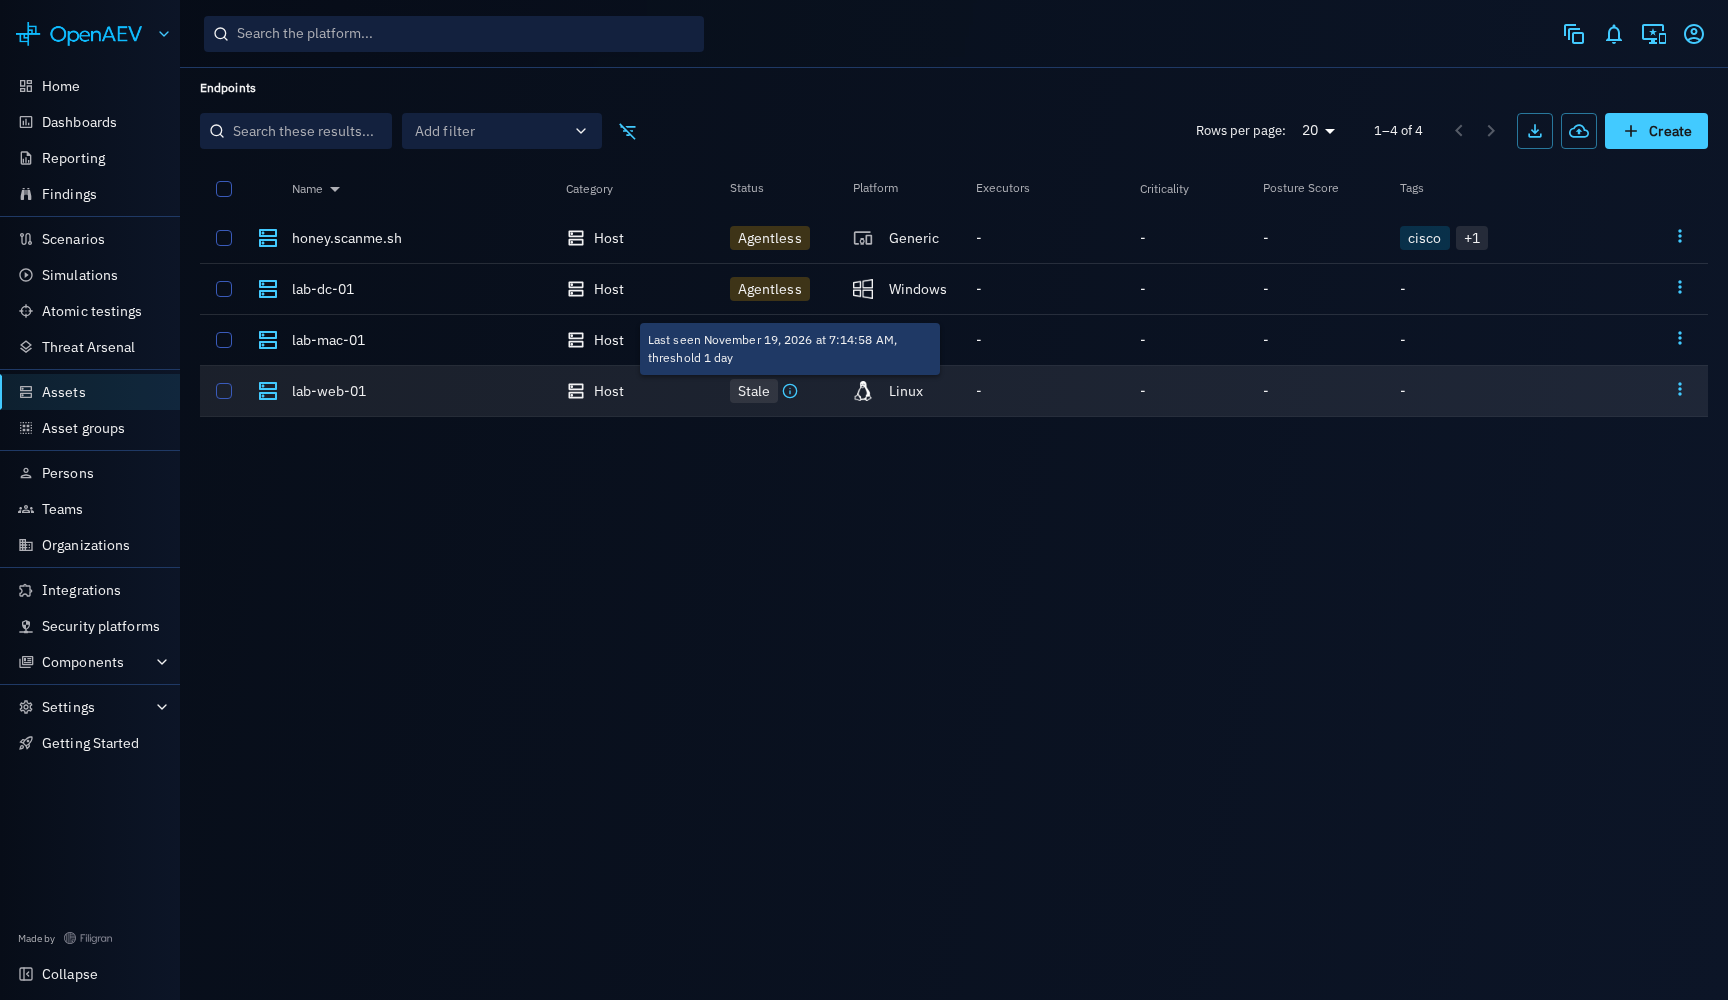 OpenAEV
Search the platform...
Home
Dashboards
Reporting
Findings
Scenarios
Simulations
Atomic testings
Threat Arsenal
Assets
Asset groups
Persons
Teams
Organizations
Integrations
Security platforms
Components
Settings
Getting Started
Made by Filigran
Collapse
Endpoints
Search these results...
Add filter
Rows per page: 20
1–4 of 4
Create
Name Category Status Platform Executors Criticality Posture Score Tags
honey.scanme.sh Host Agentless Generic - - - cisco +1
lab-dc-01 Host Agentless Windows - - - -
lab-mac-01 Host - - - -
Last seen November 19, 2026 at 7:14:58 AM,
threshold 1 day
lab-web-01 Host Stale Linux - - - -